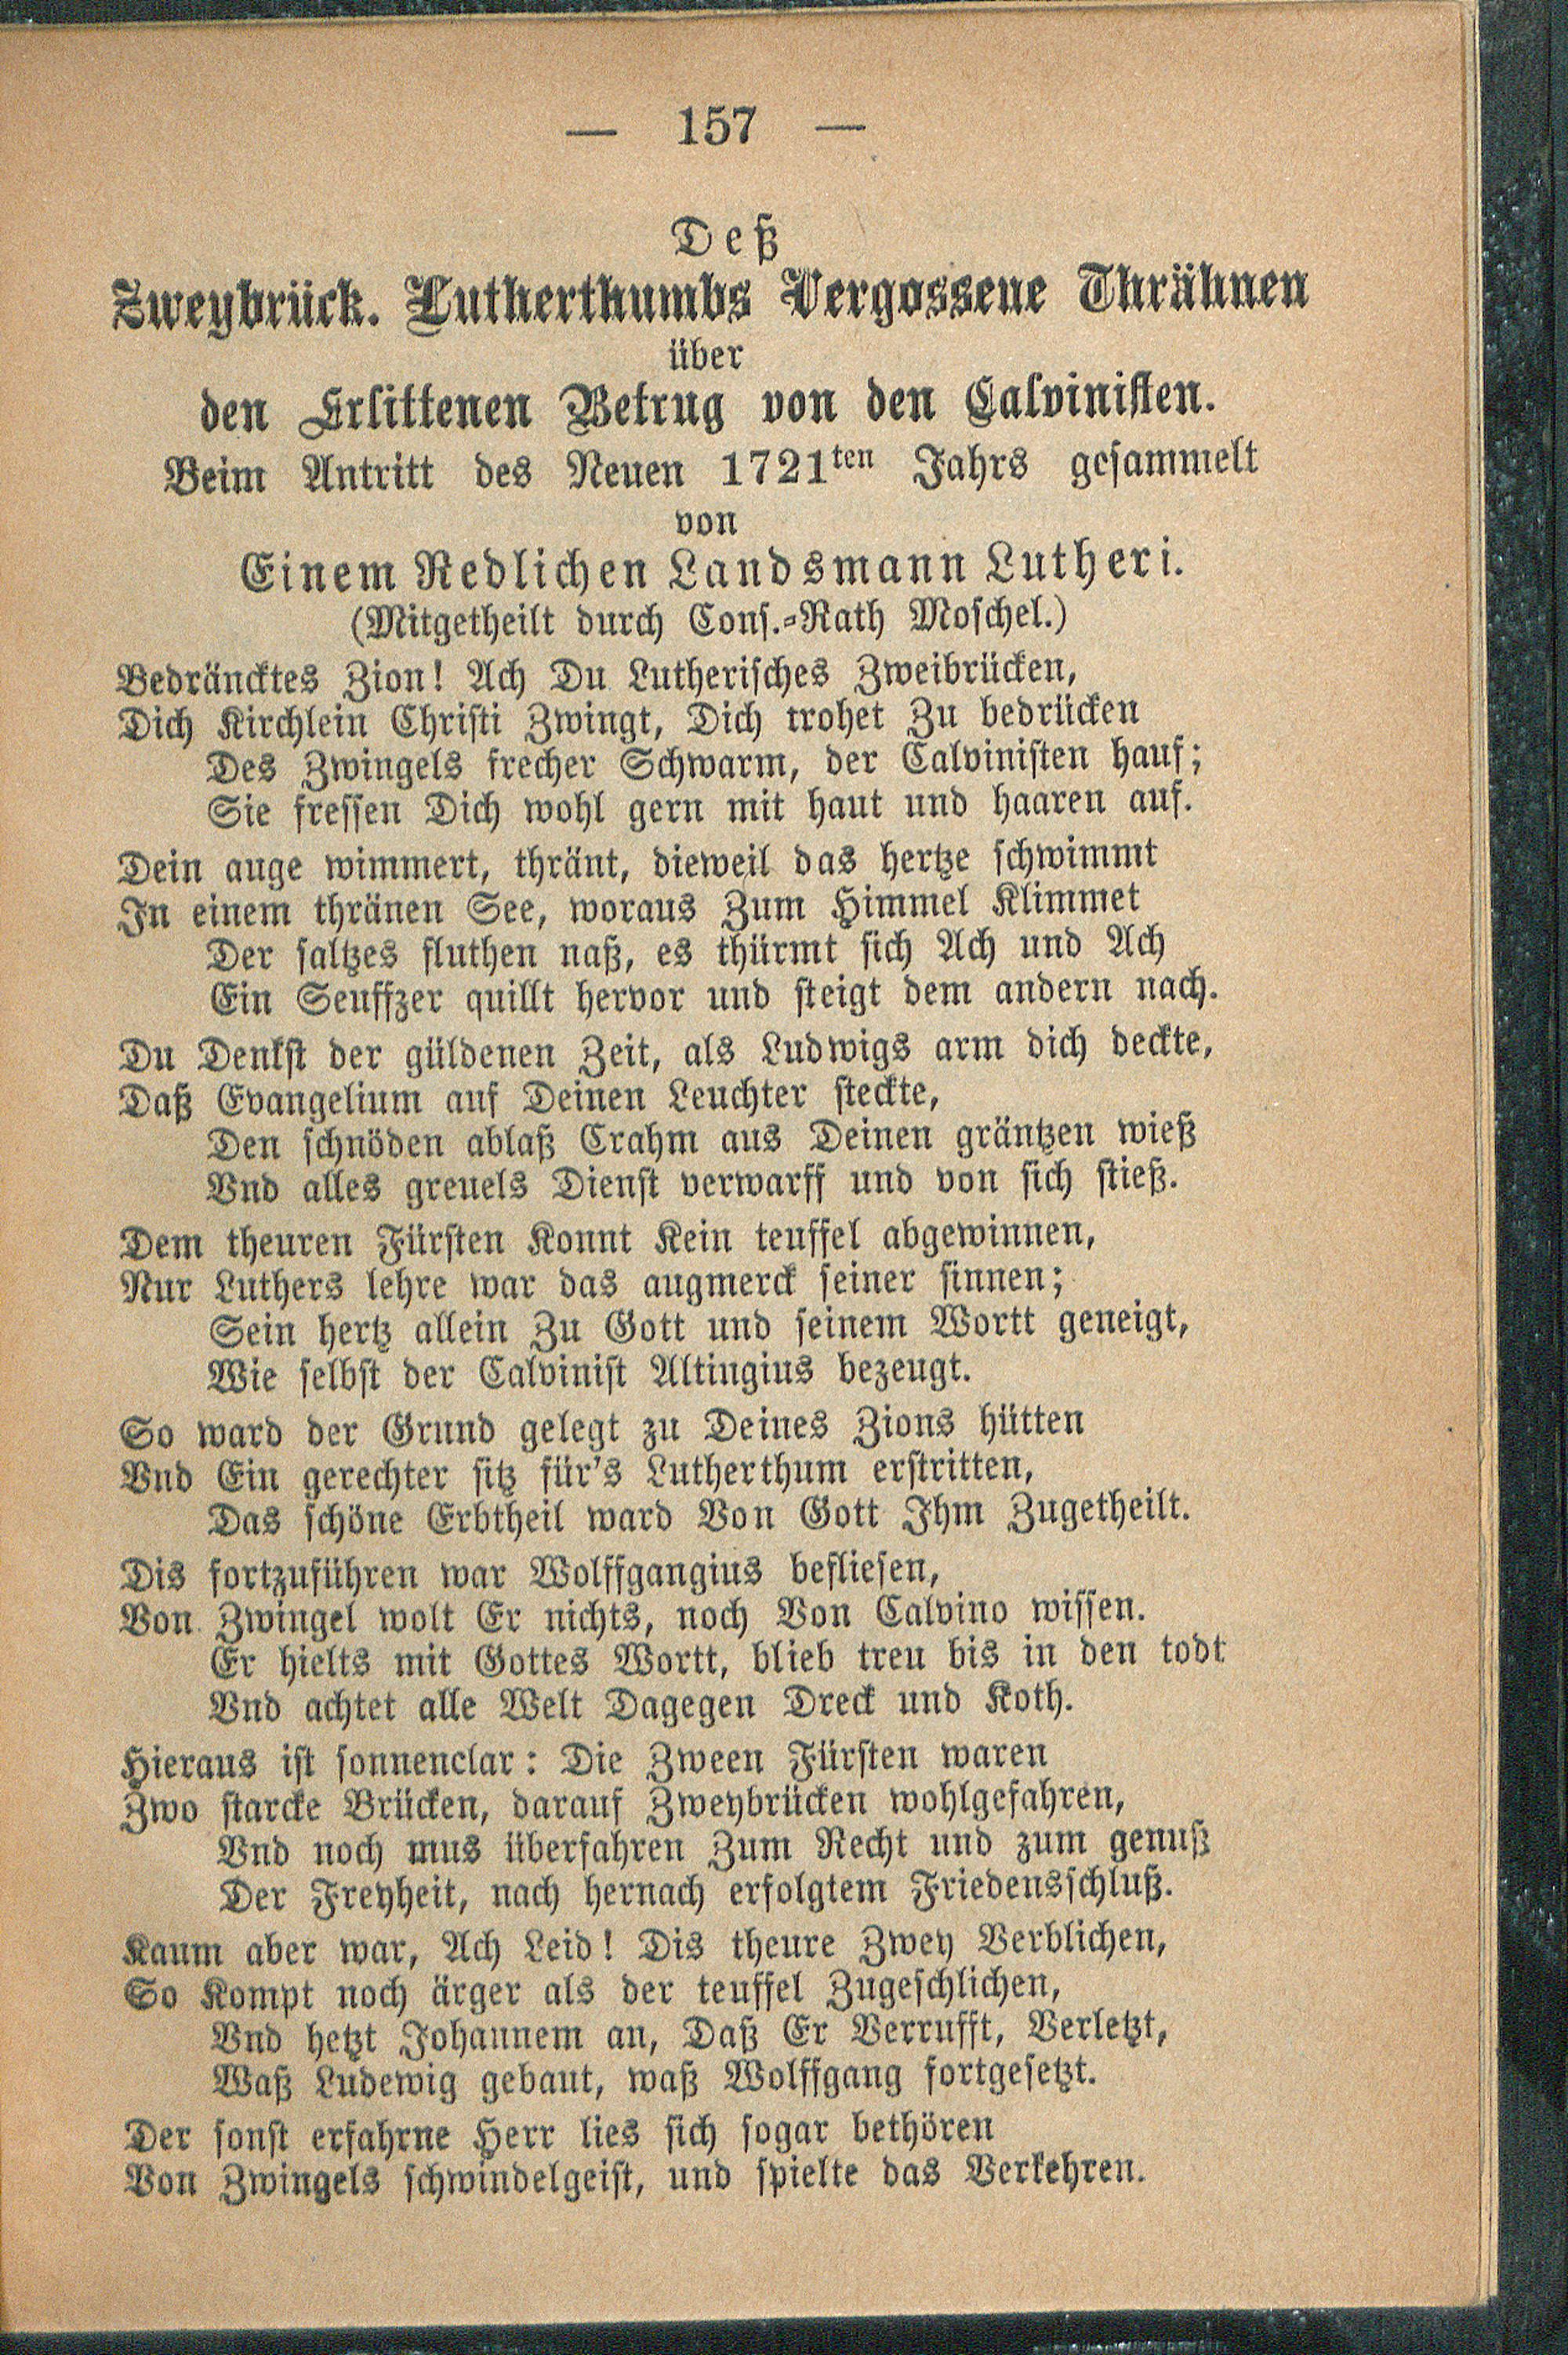 — 157 —
Deß
Zweybrück. Lutherthumbs Vergossene Thrähnen
über
den Erlittenen Betrug von den Calvinisten.
Beim Antritt des Neuen 1721ten Jahrs gesammelt
von
Einem Redlichen Landsmann Lutheri.
(Mitgetheilt durch Cons.-Rath Moschel.)
Bedräncktes Zion! Ach Du Lutherisches Zweibrücken,
Dich Kirchlein Christi Zwingt, Dich trohet Zu bedrücken
Des Zwingels frecher Schwarm, der Calvinisten hauf;
Sie fressen Dich wohl gern mit haut und haaren auf.
Dein auge wimmert, thränt, dieweil das hertze schwimmt
In einem thränen See, woraus Zum Himmel Klimmet
Der saltzes fluthen naß, es thürmt sich Ach und Ach
Ein Seuffzer quillt hervor und steigt dem andern nach.
Du Denkst der güldenen Zeit, als Ludwigs arm dich deckte,
Daß Evangelium auf Deinen Leuchter steckte,
Den schnöden ablaß Crahm aus Deinen gräntzen wieß
Vnd alles greuels Dienst verwarff und von sich stieß.
Dem theuren Fürsten Konnt Kein teuffel abgewinnen,
Nur Luthers lehre war das augmerck seiner sinnen;
Sein hertz allein Zu Gott und seinem Wortt geneigt,
Wie selbst der Calvinist Altingius bezeugt.
So ward der Grund gelegt zu Deines Zions hütten
Vnd Ein gerechter sitz für's Lutherthum erstritten,
Das schöne Erbtheil ward Von Gott Ihm Zugetheilt.
Dis fortzuführen war Wolffgangius befliesen,
Von Zwingel wolt Er nichts, noch Von Calvino wissen.
Er hielts mit Gottes Wortt, blieb treu bis in den todt
Vnd achtet alle Welt Dagegen Dreck und Koth.
Hieraus ist sonnenclar: Die Zween Fürsten waren
Zwo starcke Brücken, darauf Zweybrücken wohlgefahren,
Vnd noch mus überfahren Zum Recht und zum genuß
Der Freyheit, nach hernach erfolgtem Friedensschluß.
Kaum aber war, Ach Leid! Dis theure Zwey Verblichen,
So Kompt noch ärger als der teuffel Zugeschlichen,
Vnd hetzt Johannem an, Daß Er Verrufft, Verletzt,
Waß Ludewig gebaut, waß Wolffgang fortgesetzt.
Der sonst erfahrne Herr lies sich sogar bethören
Von Zwingels schwindelgeist, und spielte das Verkehren.